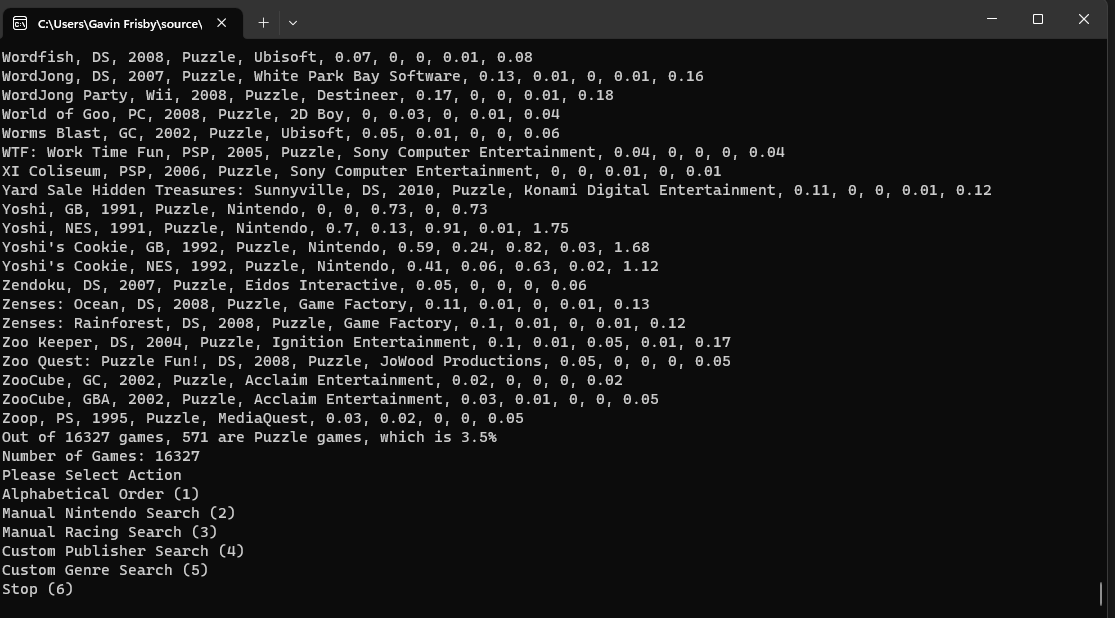 C:\Users\Gavin Frisby\source\
Wordfish, DS, 2008, Puzzle, Ubisoft, 0.07, 0, 0, 0.01, 0.08
WordJong, DS, 2007, Puzzle, White Park Bay Software, 0.13, 0.01, 0, 0.01, 0.16
WordJong Party, Wii, 2008, Puzzle, Destineer, 0.17, 0, 0, 0.01, 0.18
World of Goo, PC, 2008, Puzzle, 2D Boy, 0, 0.03, 0, 0.01, 0.04
Worms Blast, GC, 2002, Puzzle, Ubisoft, 0.05, 0.01, 0, 0, 0.06
WTF: Work Time Fun, PSP, 2005, Puzzle, Sony Computer Entertainment, 0.04, 0, 0, 0, 0.04
XI Coliseum, PSP, 2006, Puzzle, Sony Computer Entertainment, 0, 0, 0.01, 0, 0.01
Yard Sale Hidden Treasures: Sunnyville, DS, 2010, Puzzle, Konami Digital Entertainment, 0.11, 0, 0, 0.01, 0.12
Yoshi, GB, 1991, Puzzle, Nintendo, 0, 0, 0.73, 0, 0.73
Yoshi, NES, 1991, Puzzle, Nintendo, 0.7, 0.13, 0.91, 0.01, 1.75
Yoshi's Cookie, GB, 1992, Puzzle, Nintendo, 0.59, 0.24, 0.82, 0.03, 1.68
Yoshi's Cookie, NES, 1992, Puzzle, Nintendo, 0.41, 0.06, 0.63, 0.02, 1.12
Zendoku, DS, 2007, Puzzle, Eidos Interactive, 0.05, 0, 0, 0, 0.06
Zenses: Ocean, DS, 2008, Puzzle, Game Factory, 0.11, 0.01, 0, 0.01, 0.13
Zenses: Rainforest, DS, 2008, Puzzle, Game Factory, 0.1, 0.01, 0, 0.01, 0.12
Zoo Keeper, DS, 2004, Puzzle, Ignition Entertainment, 0.1, 0.01, 0.05, 0.01, 0.17
Zoo Quest: Puzzle Fun!, DS, 2008, Puzzle, JoWood Productions, 0.05, 0, 0, 0, 0.05
ZooCube, GC, 2002, Puzzle, Acclaim Entertainment, 0.02, 0, 0, 0, 0.02
ZooCube, GBA, 2002, Puzzle, Acclaim Entertainment, 0.03, 0.01, 0, 0, 0.05
Zoop, PS, 1995, Puzzle, MediaQuest, 0.03, 0.02, 0, 0, 0.05
Out of 16327 games, 571 are Puzzle games, which is 3.5%
Number of Games: 16327
Please Select Action
Alphabetical Order (1)
Manual Nintendo Search (2)
Manual Racing Search (3)
Custom Publisher Search (4)
Custom Genre Search (5)
Stop (6)